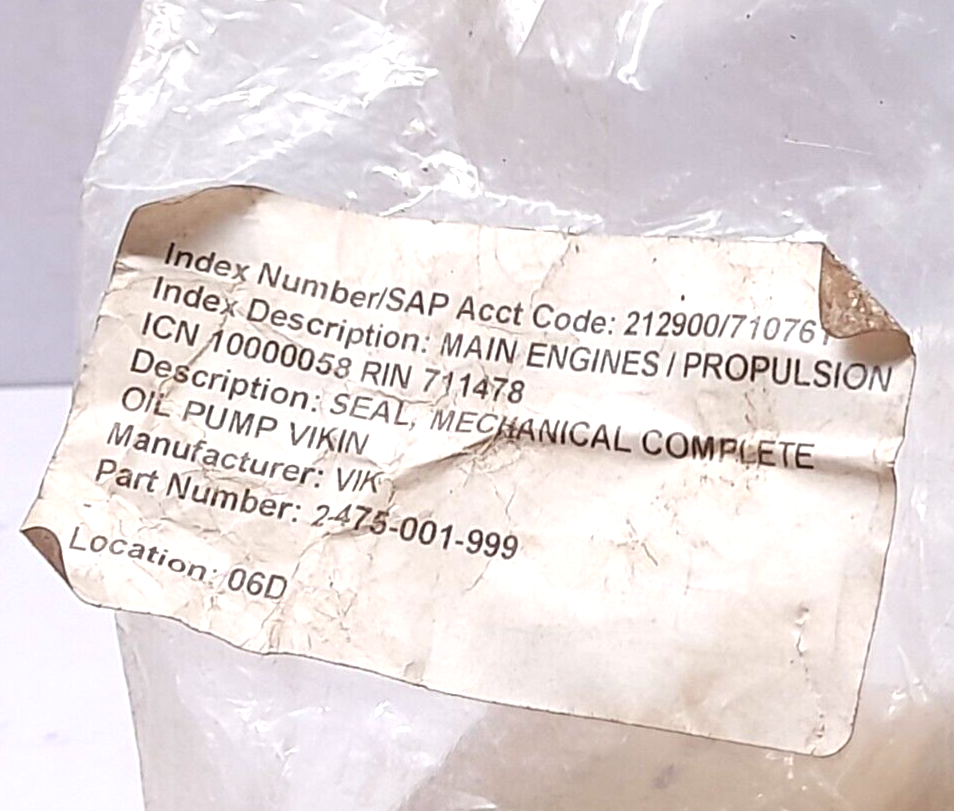 Index Number/SAP Acct Code: 212900/710761
Index Description: MAIN ENGINES / PROPULSION
ICN 10000058 RIN 711478
Description: SEAL, MECHANICAL COMPLETE
OIL PUMP VIKIN
Manufacturer: VIK
Part Number: 2-475-001-999
Location: 06D